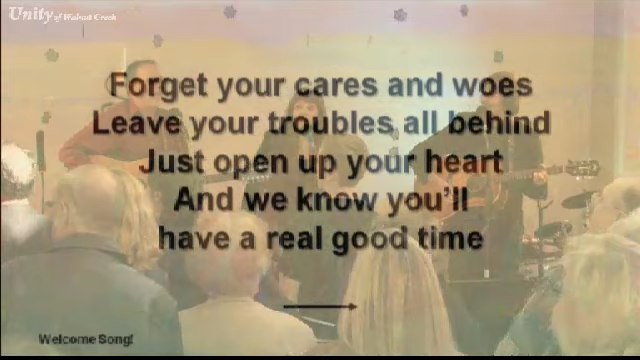 Unity of Walnut Creek
Forget your cares and woes
Leave your troubles all behind
Just open up your heart
And we know you'll
have a real good time
Welcome Song!